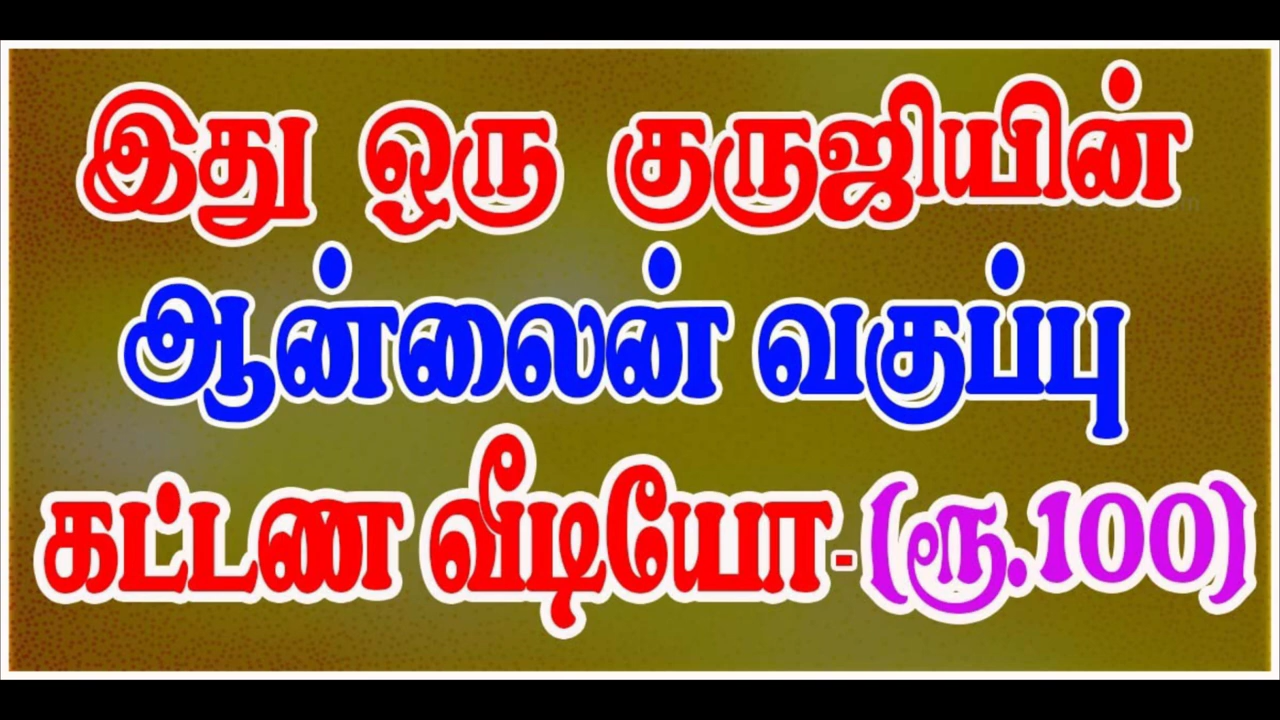 இது ஒரு குருஜியின்
ஆன்லைன் வகுப்பு
கட்டண வீடியோ-(ரூ.100)